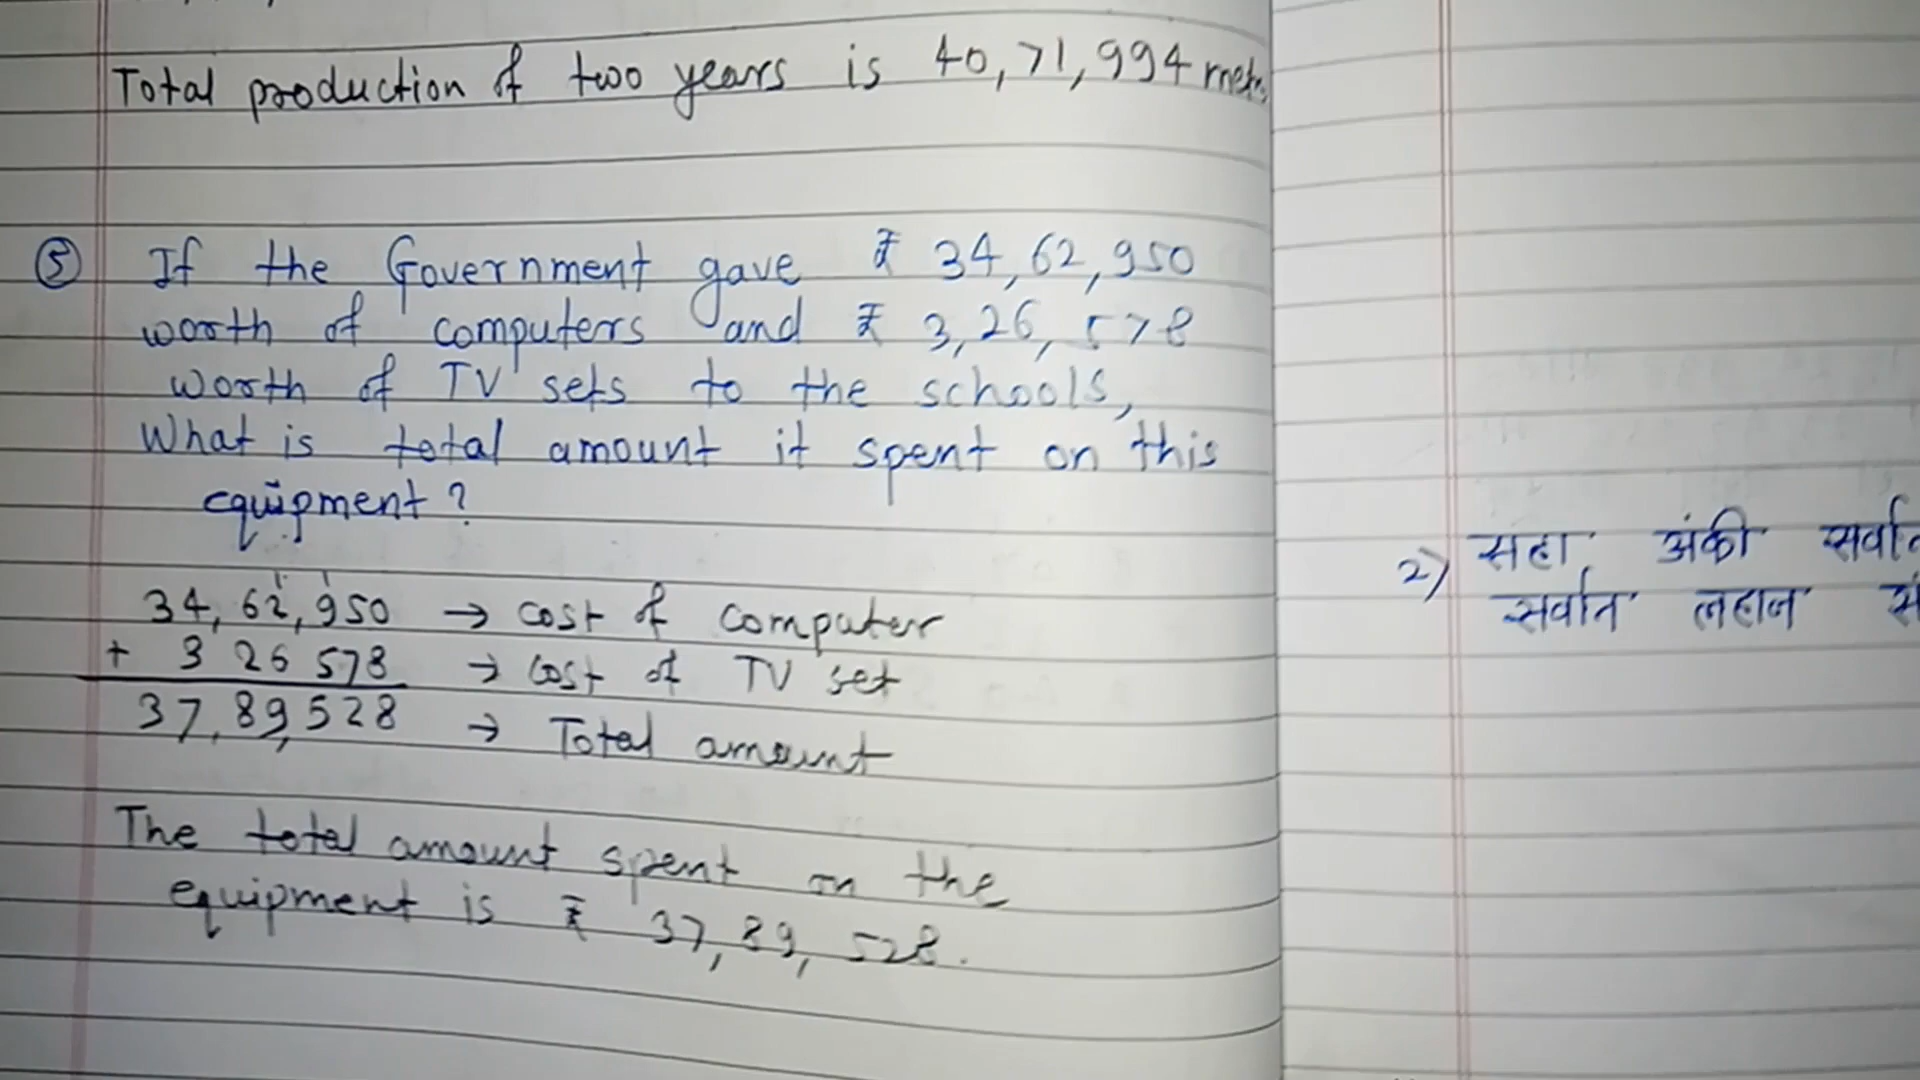 Total production of two years is 40,71,994
⑤ If the Government gave ₹ 34,62,950
worth of computers and ₹ 3,26,578
worth of TV sets to the schools,
What is total amount it spent on this
equipment?
34,62,950 → cost of computer
+ 3 26 578 → cost of TV set
37,89,528 → Total amount
The total amount spent on the
equipment is ₹ 37,89,528.
2) सहा अंकी
सर्वात लहान